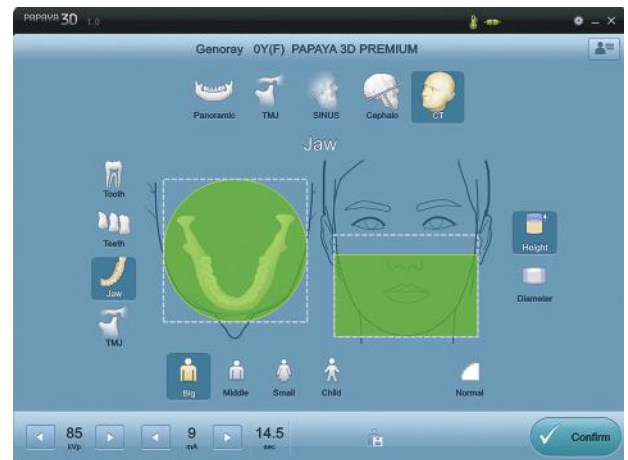 PAPAYA 3D 1.0
Genoray 0Y(F) PAPAYA 3D PREMIUM
Panoramic TMJ SINUS Cephalo CT
Jaw
Tooth
Teeth
Jaw
TMJ
Height
Diameter
Big Middle Small Child Normal
85 9 14.5
kVp mA sec
Confirm